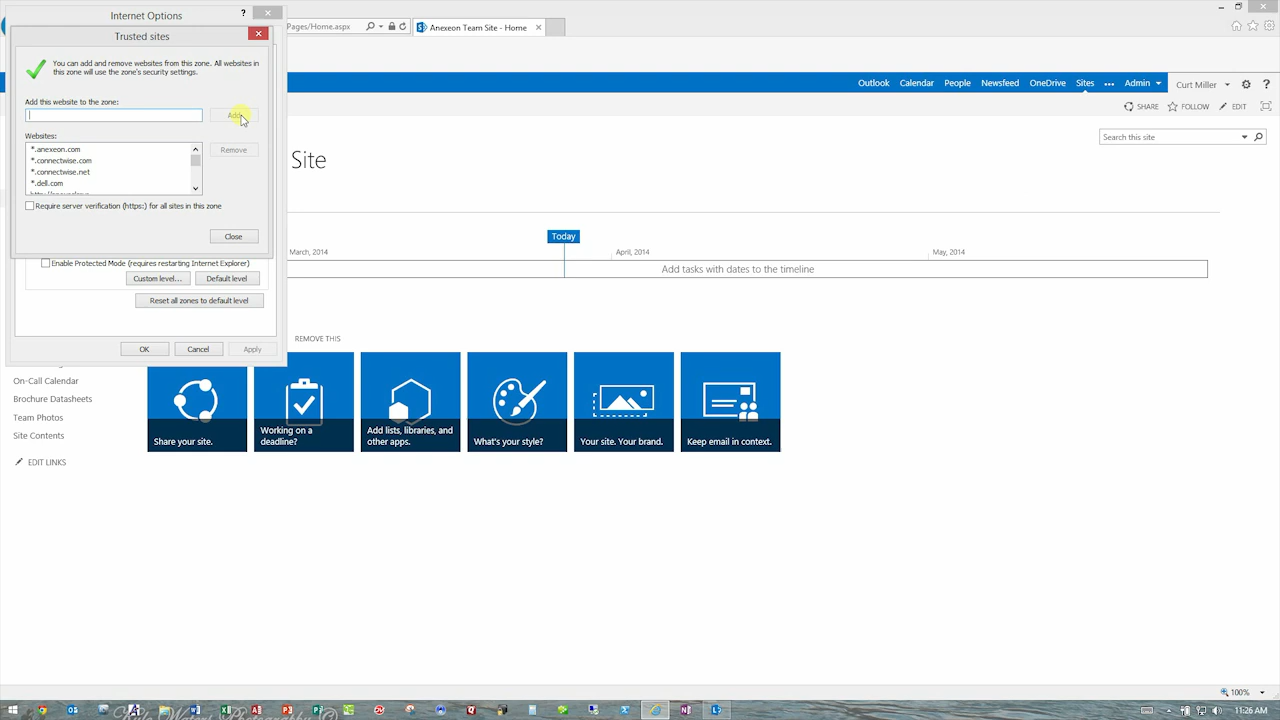 Internet Options
?
Pages/Home.aspx
Anexeon Team Site - Home
Trusted sites
You can add and remove websites from this zone. All websites in
this zone will use the zone's security settings.
Add this website to the zone:
Add
Websites:
*.anexeon.com
*.connectwise.com
*.connectwise.net
*.dell.com
Remove
Require server verification (https:) for all sites in this zone
Close
Enable Protected Mode (requires restarting Internet Explorer)
Custom level...
Default level
Reset all zones to default level
OK
Cancel
Apply
Outlook
Calendar
People
Newsfeed
OneDrive
Sites
•••
Admin
Curt Miller
?
SHARE
FOLLOW
EDIT
Search this site
Site
Today
March, 2014
April, 2014
May, 2014
Add tasks with dates to the timeline
REMOVE THIS
On-Call Calendar
Brochure Datasheets
Team Photos
Site Contents
EDIT LINKS
Share your site.
Working on a
deadline?
Add lists, libraries, and
other apps.
What's your style?
Your site. Your brand.
Keep email in context.
100%
11:26 AM